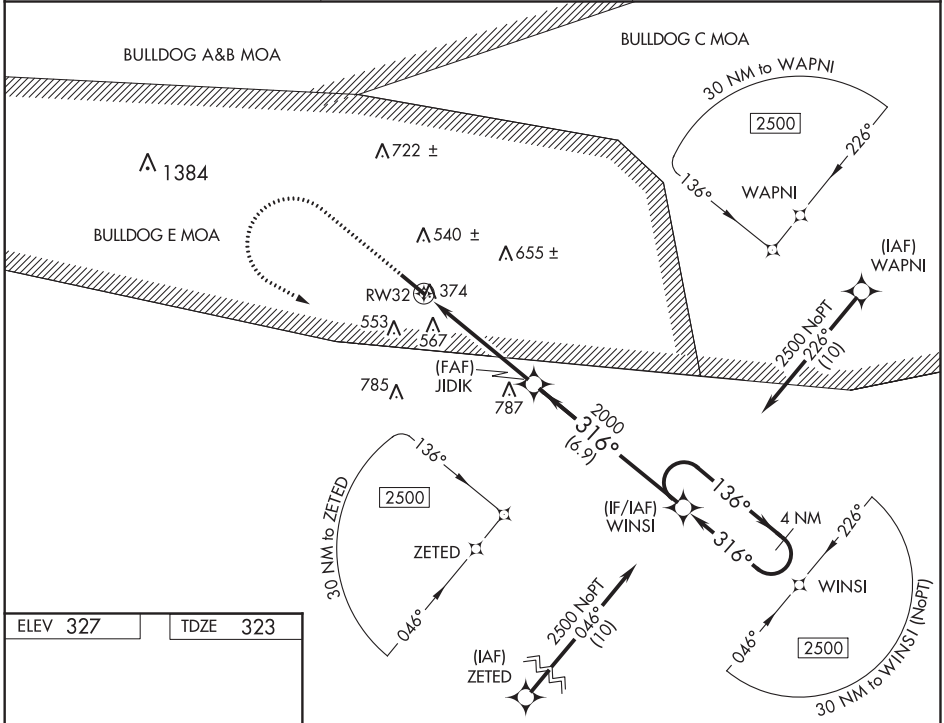 BULLDOG A&B MOA
BULLDOG C MOA
30 NM to WAPNI
2500
226°
136°
WAPNI
1384
722 ±
BULLDOG E MOA
540 ±
655 ±
(IAF)
WAPNI
RW32
374
553
567
2500 NoPT
226°
(10)
(FAF)
JIDIK
785
787
2000
316°
(6.9)
136°
2500
30 NM to ZETED
ZETED
046°
(IF/IAF)
WINSI
136°
4 NM
316°
226°
WINSI
046°
2500
30 NM to WINSI (NoPT)
2500 NoPT
046°
(10)
(IAF)
ZETED
ELEV 327
TDZE 323